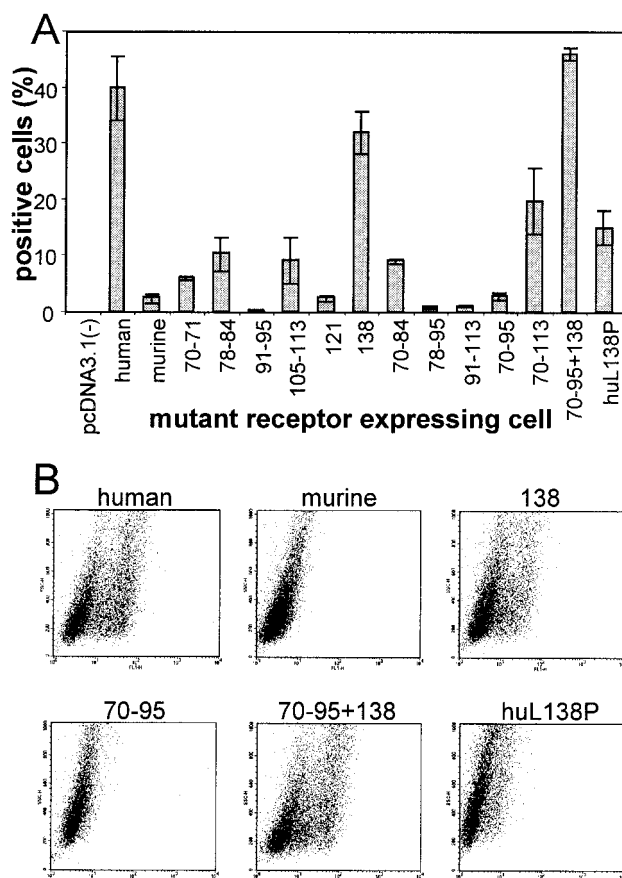 A
positive cells (%)
40
30
20
10
0
pcDNA3.1(-)
human
murine
70-71
78-84
91-95
105-113
121
138
70-84
78-95
91-113
70-95
70-113
70-95+138
huL138P
mutant receptor expressing cell
B
human
murine
138
70-95
70-95+138
huL138P